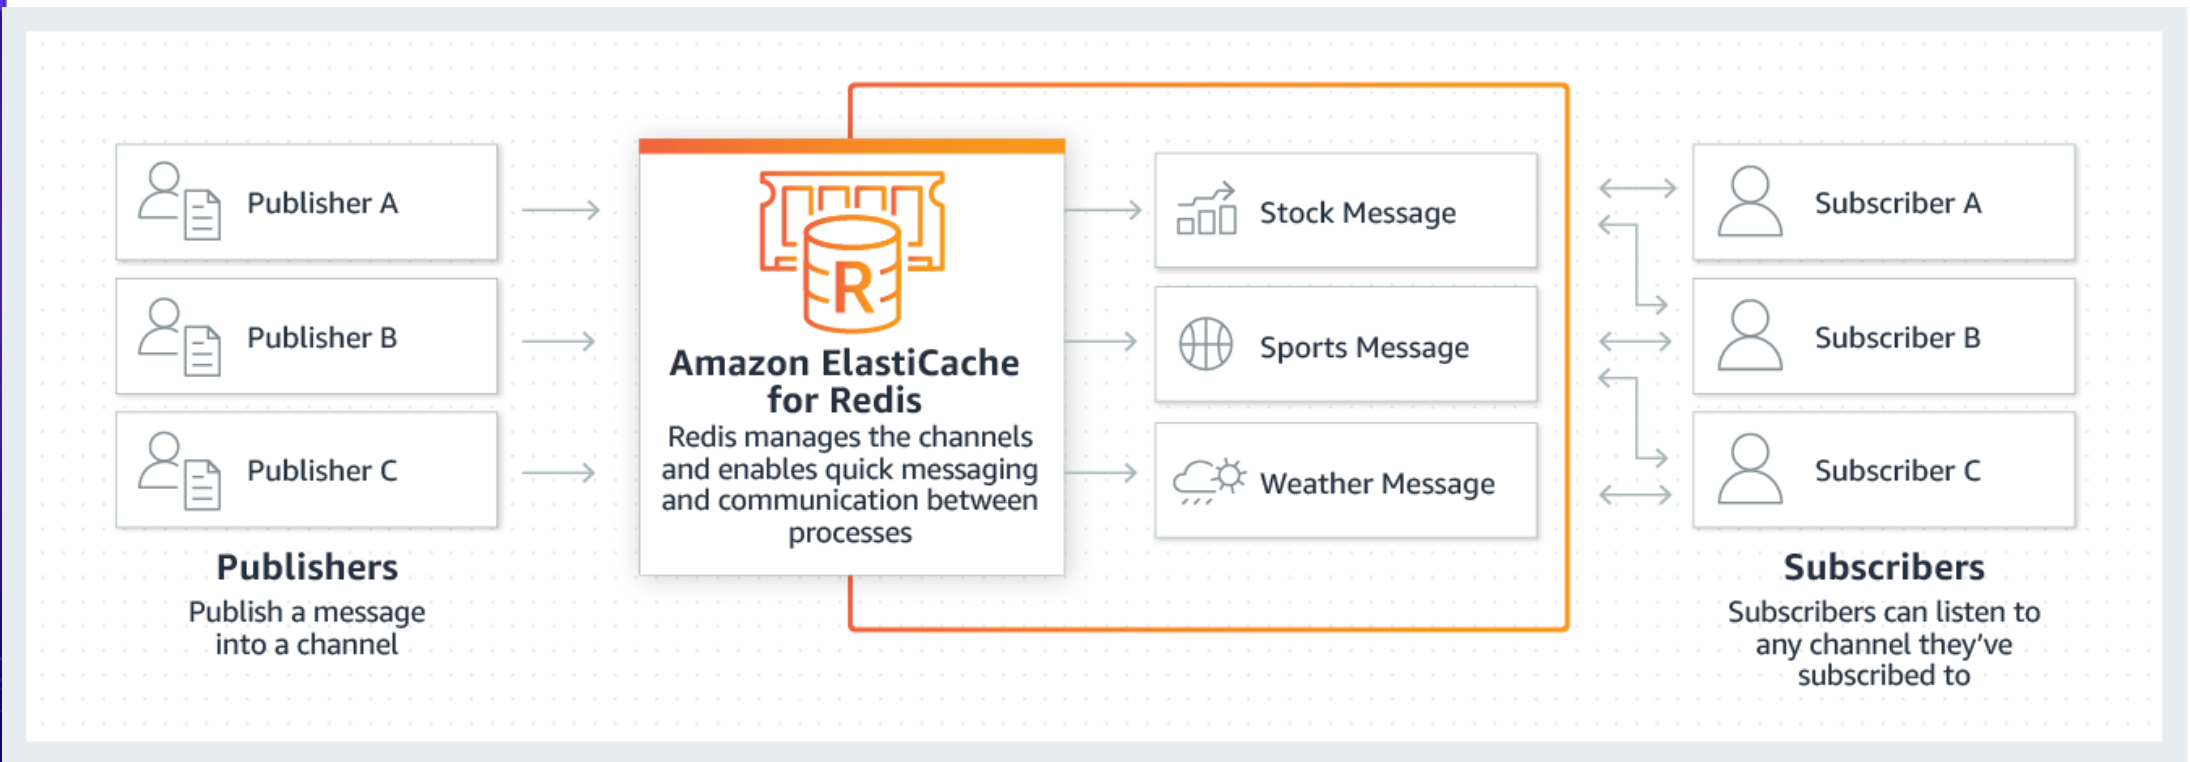 Publisher A
Publisher B
Publisher C
Publishers
Publish a message
into a channel
R
Amazon ElastiCache
for Redis
Redis manages the channels
and enables quick messaging
and communication between
processes
Stock Message
Sports Message
Weather Message
Subscriber A
Subscriber B
Subscriber C
Subscribers
Subscribers can listen to
any channel they’ve
subscribed to